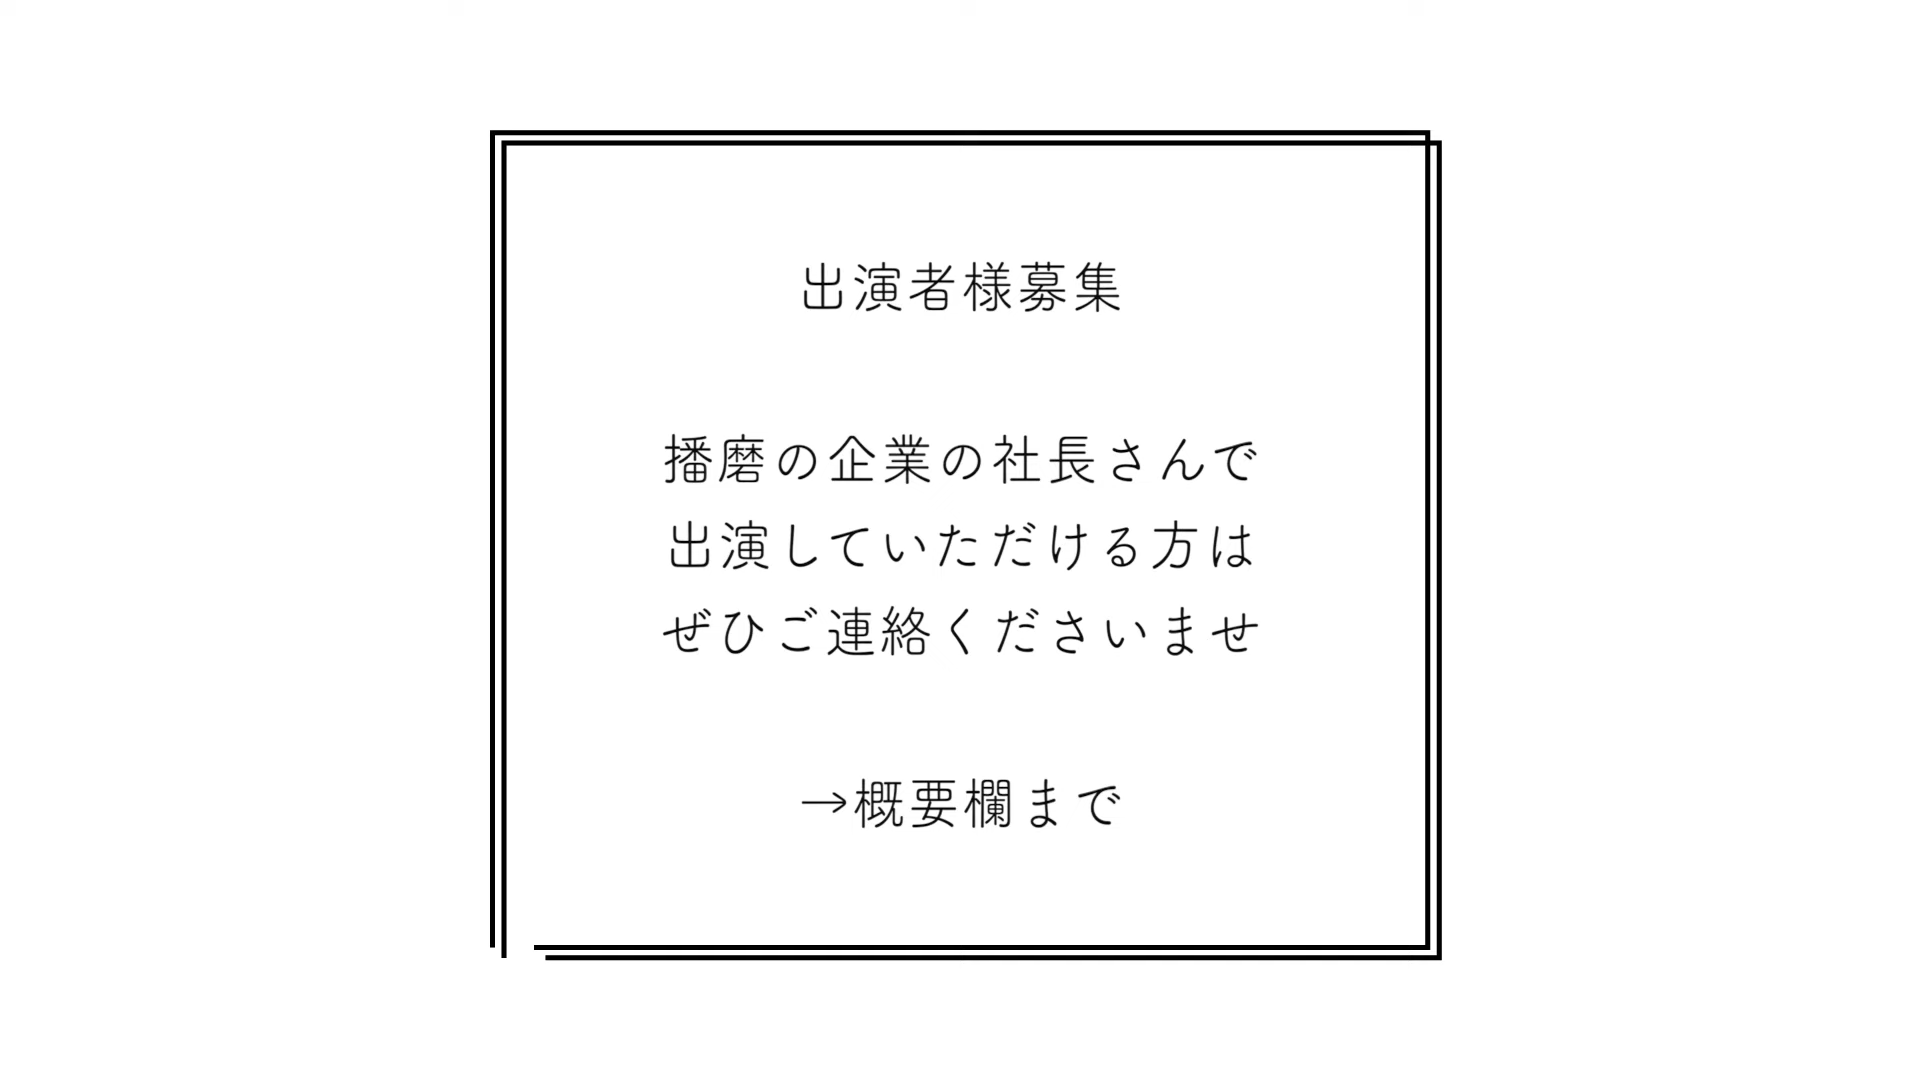 出演者様募集
播磨の企業の社長さんで
出演していただける方は
ぜひご連絡くださいませ
→概要欄まで